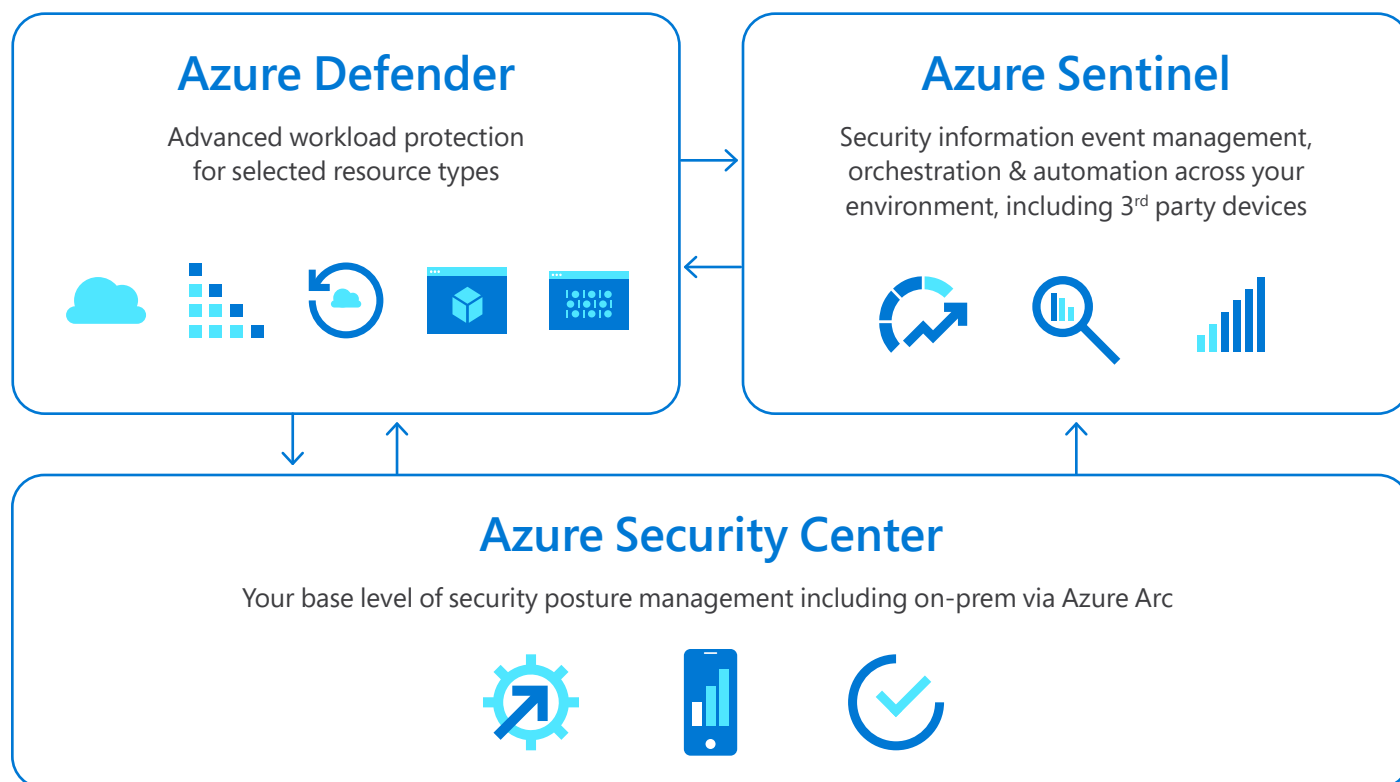 Azure Defender
Advanced workload protection
for selected resource types
Azure Sentinel
Security information event management,
orchestration & automation across your
environment, including 3rd party devices
Azure Security Center
Your base level of security posture management including on-prem via Azure Arc